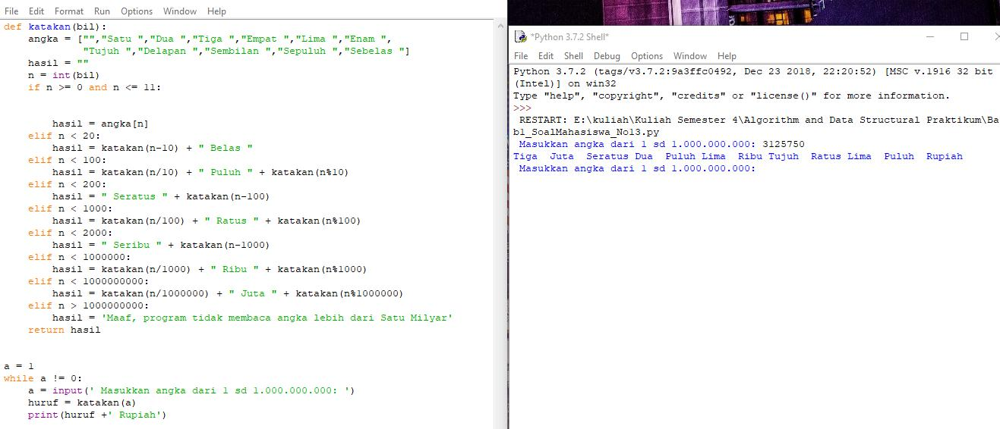 File Edit Format Run Options Window Help
def katakan(bil):
    angka = ["","Satu ","Dua ","Tiga ","Empat ","Lima ","Enam ",
             "Tujuh ","Delapan ","Sembilan ","Sepuluh ","Sebelas "]
    hasil = ""
    n = int(bil)
    if n >= 0 and n <= 11:
        hasil = angka[n]
    elif n < 20:
        hasil = katakan(n-10) + " Belas "
    elif n < 100:
        hasil = katakan(n/10) + " Puluh " + katakan(n%10)
    elif n < 200:
        hasil = " Seratus " + katakan(n-100)
    elif n < 1000:
        hasil = katakan(n/100) + " Ratus " + katakan(n%100)
    elif n < 2000:
        hasil = " Seribu " + katakan(n-1000)
    elif n < 1000000:
        hasil = katakan(n/1000) + " Ribu " + katakan(n%1000)
    elif n < 1000000000:
        hasil = katakan(n/1000000) + " Juta " + katakan(n%1000000)
    elif n > 1000000000:
        hasil = 'Maaf, program tidak membaca angka lebih dari Satu Milyar'
    return hasil
a = 1
while a != 0:
    a = input(' Masukkan angka dari 1 sd 1.000.000.000: ')
    huruf = katakan(a)
    print(huruf +' Rupiah')
*Python 3.7.2 Shell*
File Edit Shell Debug Options Window Help
Python 3.7.2 (tags/v3.7.2:9a3ffc0492, Dec 23 2018, 22:20:52) [MSC v.1916 32 bit
(Intel)] on win32
Type "help", "copyright", "credits" or "license()" for more information.
>>>
 RESTART: E:\kuliah\Kuliah Semester 4\Algorithm and Data Structural Praktikum\Ba
b1_SoalMahasiswa_No13.py
 Masukkan angka dari 1 sd 1.000.000.000: 3125750
Tiga  Juta  Seratus Dua  Puluh Lima  Ribu Tujuh  Ratus Lima  Puluh  Rupiah
 Masukkan angka dari 1 sd 1.000.000.000: